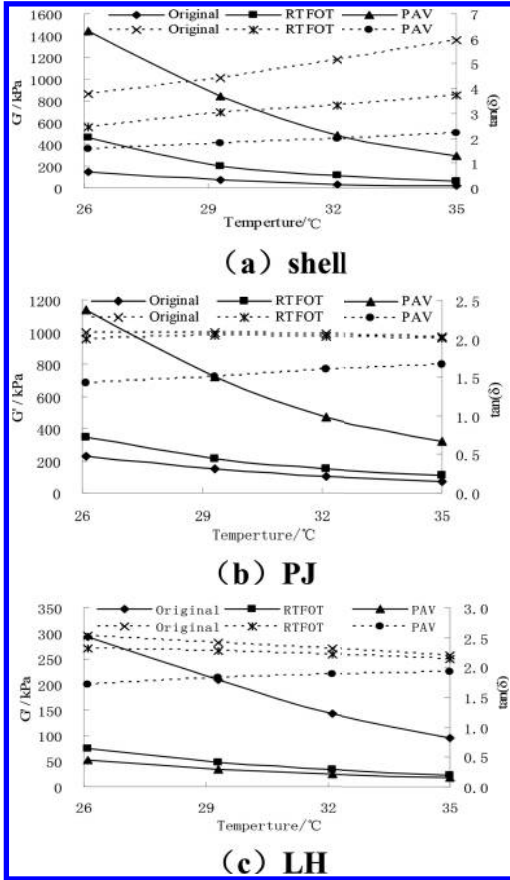 Original RTFOT PAV
Original RTFOT PAV
G'/kPa
1600
1400
1200
1000
800
600
400
200
0
7
6
5
4
3
2
1
0
tan(δ)
26 29 32 35
Temperture/℃
(a) shell
Original RTFOT PAV
Original RTFOT PAV
G'/kPa
1200
1000
800
600
400
200
0
2.5
2.0
1.5
1.0
0.5
0.0
tan(δ)
26 29 32 35
Temperture/℃
(b) PJ
Original RTFOT PAV
Original RTFOT PAV
G'/kPa
350
300
250
200
150
100
50
0
3.0
2.5
2.0
1.5
1.0
0.5
0.0
tan(δ)
26 29 32 35
Temperture/℃
(c) LH